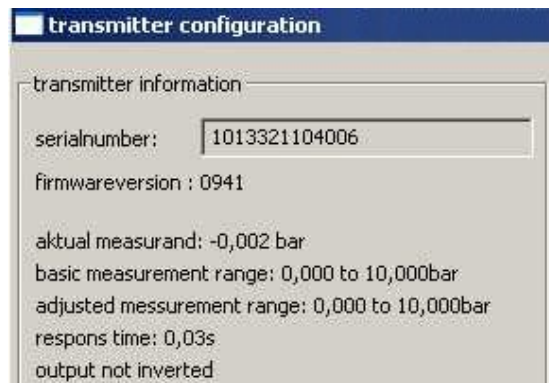 transmitter configuration
transmitter information
serialnumber: 1013321104006
firmwareversion : 0941
aktual measurand: -0,002 bar
basic measurement range: 0,000 to 10,000bar
adjusted messurement range: 0,000 to 10,000bar
respons time: 0,03s
output not inverted